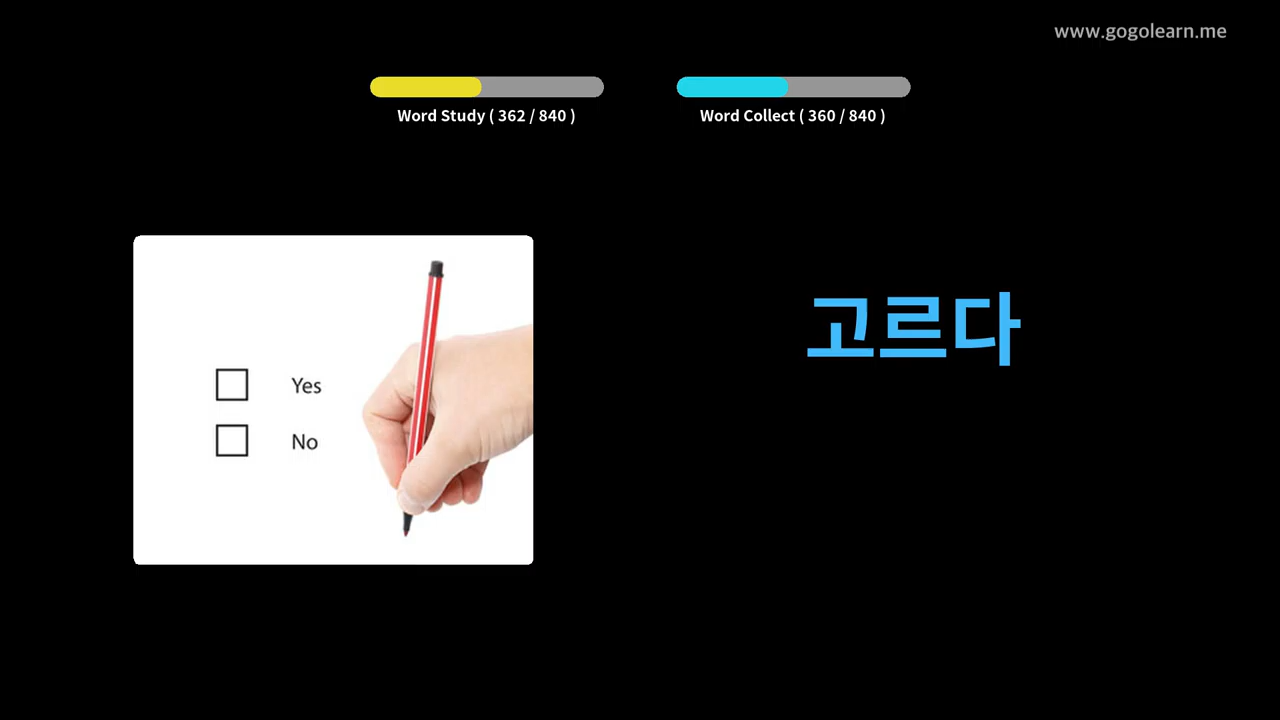 www.gogolearn.me
Word Study ( 362 / 840 )
Word Collect ( 360 / 840 )
고르다
Yes
No